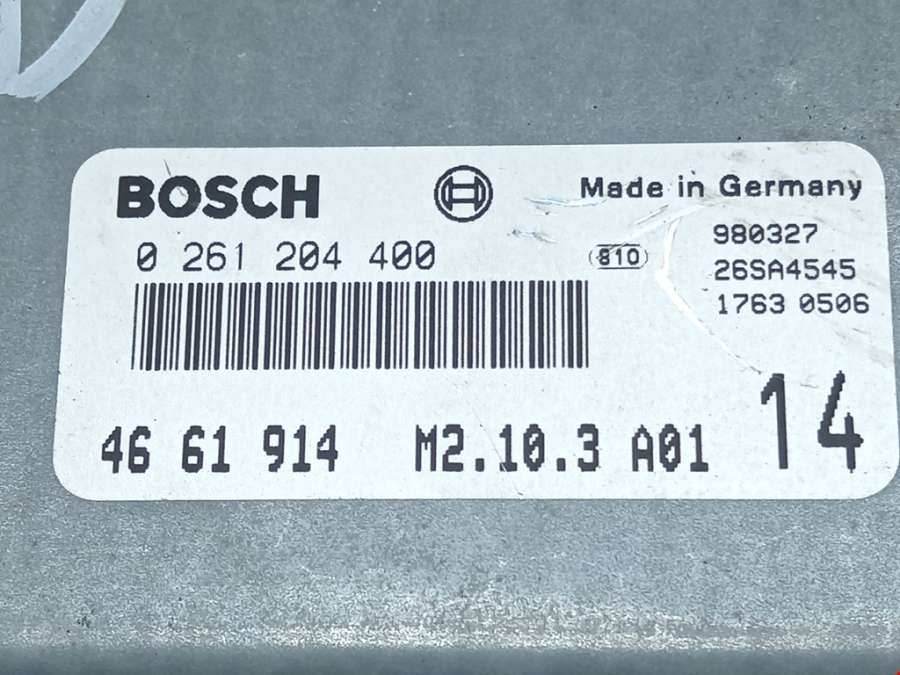 BOSCH
Made in Germany
0 261 204 400
810
980327
26SA4545
1763 0506
46 61 914 M2.10.3 A01 14